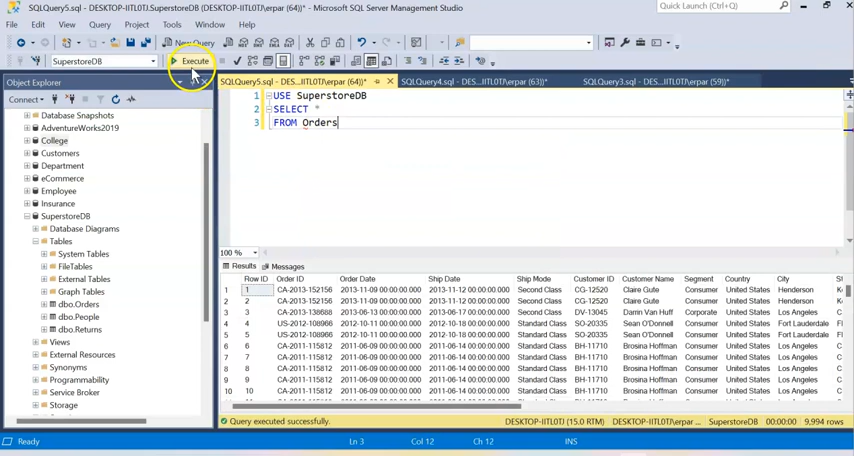 SQLQuery5.sql - DESKTOP-IITL0TJ.SuperstoreDB (DESKTOP-IITL0TJ\erpar (64))* - Microsoft SQL Server Management Studio
Quick Launch (Ctrl+Q)
File Edit View Query Project Tools Window Help
New Query
SuperstoreDB Execute
Object Explorer
SQLQuery5.sql - DES...IITL0TJ\erpar (64))* SQLQuery4.sql - DES...IITL0TJ\erpar (63))* SQLQuery3.sql - DES...IITL0TJ\erpar (59))*
Connect
Database Snapshots
AdventureWorks2019
College
Customers
Department
eCommerce
Employee
Insurance
SuperstoreDB
Database Diagrams
Tables
System Tables
FileTables
External Tables
Graph Tables
dbo.Orders
dbo.People
dbo.Returns
Views
External Resources
Synonyms
Programmability
Service Broker
Storage
1 USE SuperstoreDB
2 SELECT *
3 FROM Orders
100 %
Results Messages
Row ID Order ID Order Date Ship Date Ship Mode Customer ID Customer Name Segment Country City St
1 1 CA-2013-152156 2013-11-09 00:00:00.000 2013-11-12 00:00:00.000 Second Class CG-12520 Claire Gute Consumer United States Henderson
2 2 CA-2013-152156 2013-11-09 00:00:00.000 2013-11-12 00:00:00.000 Second Class CG-12520 Claire Gute Consumer United States Henderson
3 3 CA-2013-138688 2013-06-13 00:00:00.000 2013-06-17 00:00:00.000 Second Class DV-13045 Darrin Van Huff Corporate United States Los Angeles
4 4 US-2012-108966 2012-10-11 00:00:00.000 2012-10-18 00:00:00.000 Standard Class SO-20335 Sean O'Donnell Consumer United States Fort Lauderdale
5 5 US-2012-108966 2012-10-11 00:00:00.000 2012-10-18 00:00:00.000 Standard Class SO-20335 Sean O'Donnell Consumer United States Fort Lauderdale
6 6 CA-2011-115812 2011-06-09 00:00:00.000 2011-06-14 00:00:00.000 Standard Class BH-11710 Brosina Hoffman Consumer United States Los Angeles
7 7 CA-2011-115812 2011-06-09 00:00:00.000 2011-06-14 00:00:00.000 Standard Class BH-11710 Brosina Hoffman Consumer United States Los Angeles
8 8 CA-2011-115812 2011-06-09 00:00:00.000 2011-06-14 00:00:00.000 Standard Class BH-11710 Brosina Hoffman Consumer United States Los Angeles
9 9 CA-2011-115812 2011-06-09 00:00:00.000 2011-06-14 00:00:00.000 Standard Class BH-11710 Brosina Hoffman Consumer United States Los Angeles
10 10 CA-2011-115812 2011-06-09 00:00:00.000 2011-06-14 00:00:00.000 Standard Class BH-11710 Brosina Hoffman Consumer United States Los Angeles
Query executed successfully. DESKTOP-IITL0TJ (15.0 RTM) DESKTOP-IITL0TJ\erpar ... SuperstoreDB 00:00:00 9,994 rows
Ready Ln 3 Col 12 Ch 12 INS